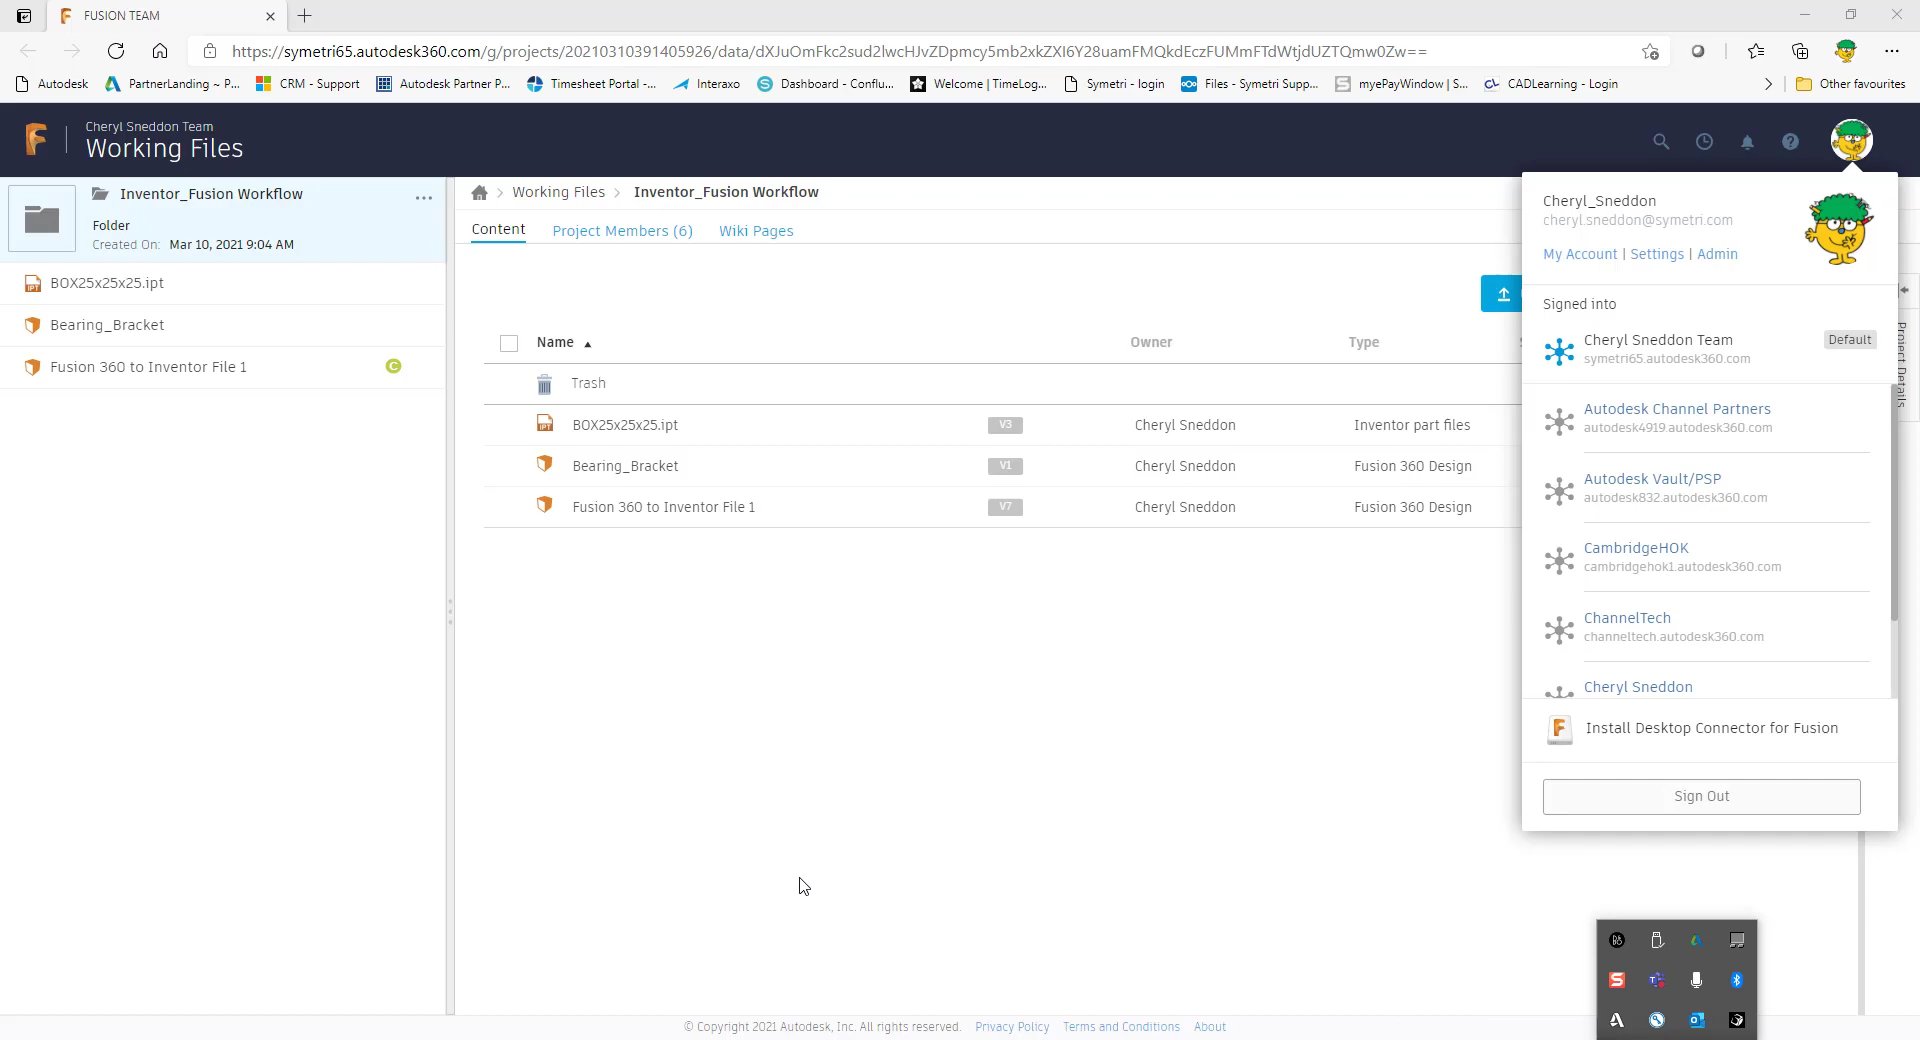 FUSION TEAM
https://symetri65.autodesk360.com/g/projects/20210310391405926/data/dXJuOmFkc2sud2lwcHJvZDpmcy5mb2xkZXI6Y28uamFMQkdEczFUMmFTdWtjdUZTQmw0Zw==
Autodesk
PartnerLanding ~ P...
CRM - Support
Autodesk Partner P...
Timesheet Portal -...
Interaxo
Dashboard - Conflu...
Welcome | TimeLog...
Symetri - login
Files - Symetri Supp...
myePayWindow | S...
CADLearning - Login
Other favourites
Cheryl Sneddon Team
Working Files
Inventor_Fusion Workflow
Folder
Created On: Mar 10, 2021 9:04 AM
BOX25x25x25.ipt
Bearing_Bracket
Fusion 360 to Inventor File 1
C
Working Files
Inventor_Fusion Workflow
Content
Project Members (6)
Wiki Pages
Name
Owner
Type
Trash
BOX25x25x25.ipt V3 Cheryl Sneddon Inventor part files
Bearing_Bracket V1 Cheryl Sneddon Fusion 360 Design
Fusion 360 to Inventor File 1 V7 Cheryl Sneddon Fusion 360 Design
Cheryl_Sneddon
cheryl.sneddon@symetri.com
My Account | Settings | Admin
Signed into
Cheryl Sneddon Team
Default
symetri65.autodesk360.com
Autodesk Channel Partners
autodesk4919.autodesk360.com
Autodesk Vault/PSP
autodesk832.autodesk360.com
CambridgeHOK
cambridgehok1.autodesk360.com
ChannelTech
channeltech.autodesk360.com
Cheryl Sneddon
Install Desktop Connector for Fusion
Sign Out
Project Details
© Copyright 2021 Autodesk, Inc. All rights reserved.
Privacy Policy
Terms and Conditions
About